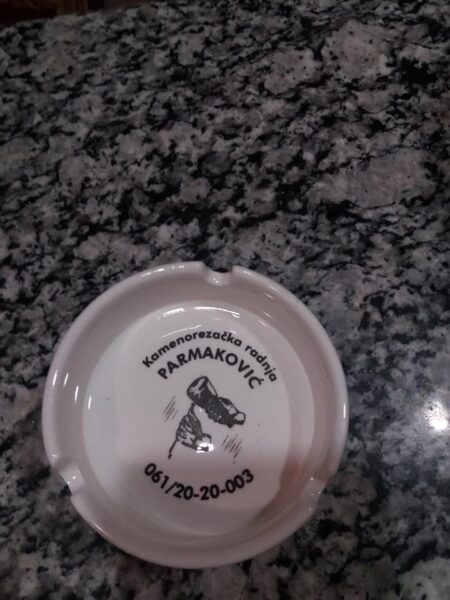 Kamenorezačka radnja
PARMAKOVIĆ
061/20-20-003